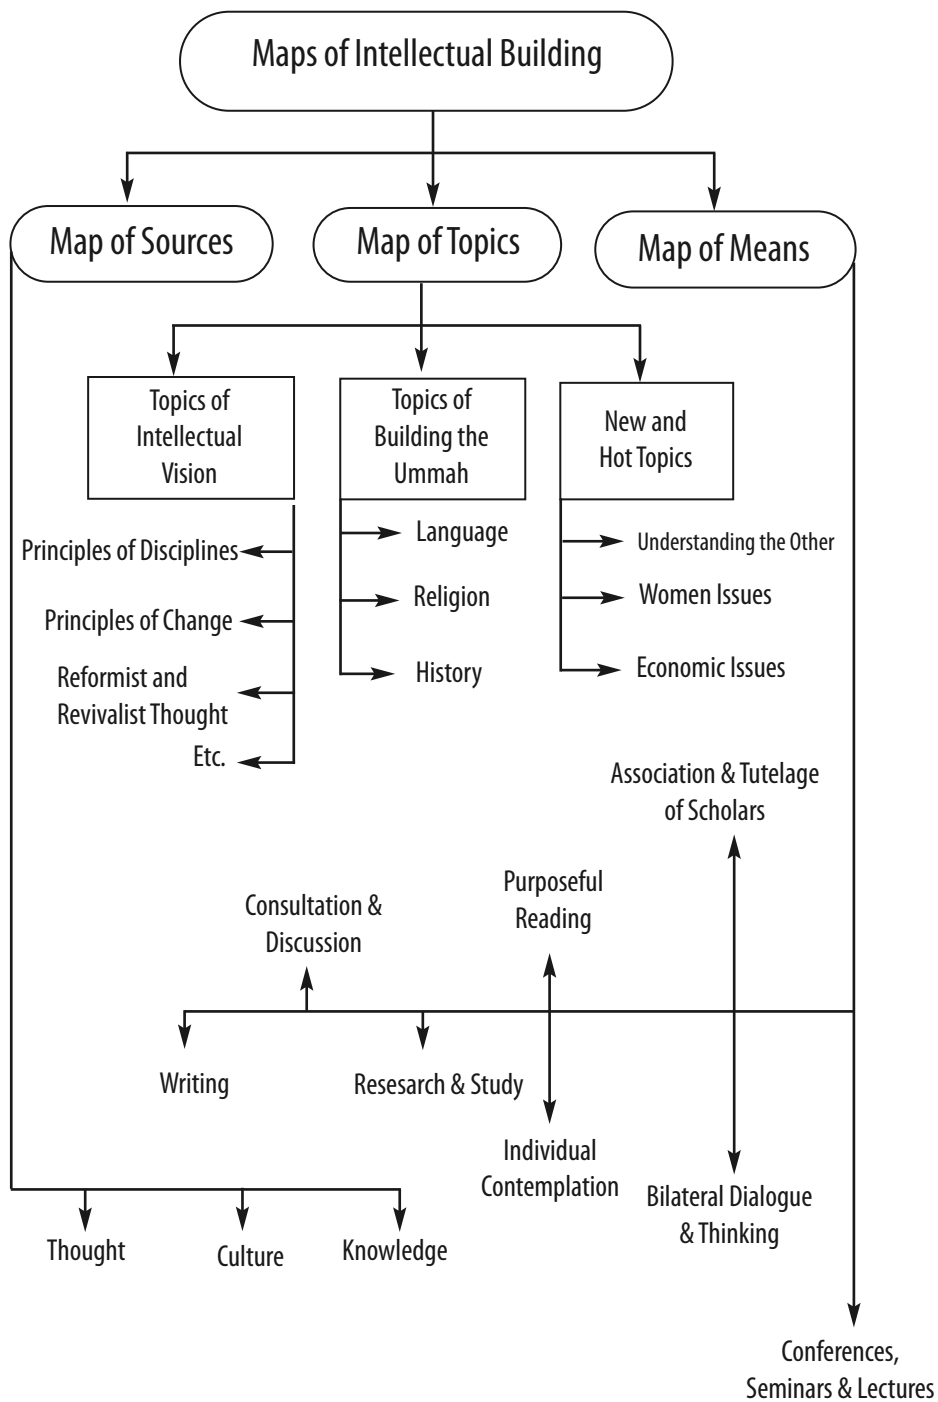 Maps of Intellectual Building
Map of Sources
Map of Topics
Map of Means
Topics of
Intellectual
Vision
Topics of
Building the
Ummah
New and
Hot Topics
Principles of Disciplines
Principles of Change
Reformist and
Revivalist Thought
Etc.
Language
Religion
History
Understanding the Other
Women Issues
Economic Issues
Association & Tutelage
of Scholars
Purposeful
Reading
Consultation &
Discussion
Writing
Resesarch & Study
Individual
Contemplation
Bilateral Dialogue
& Thinking
Thought
Culture
Knowledge
Conferences,
Seminars & Lectures